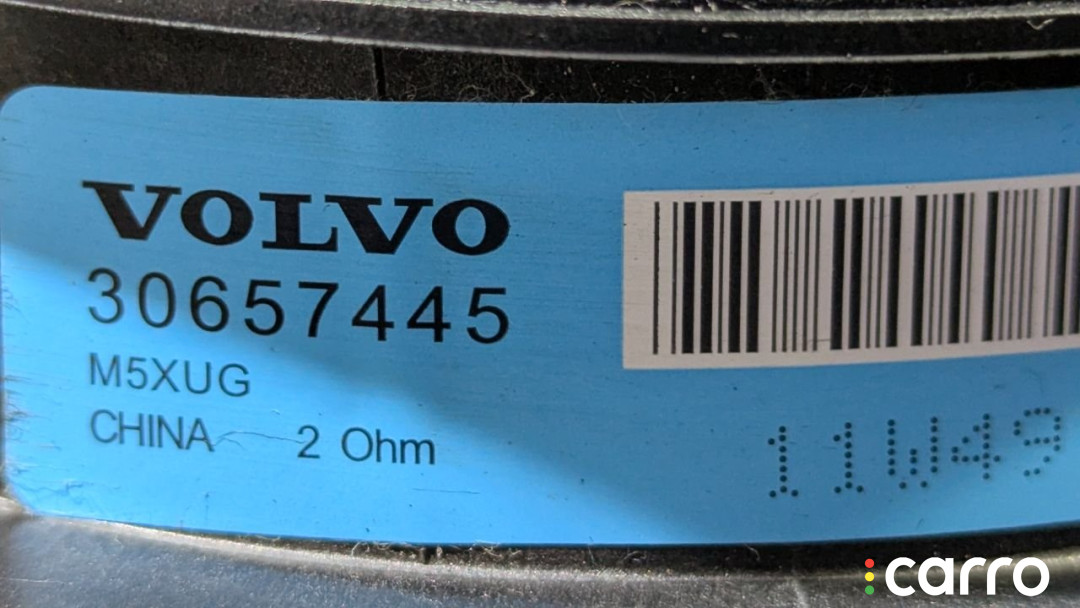 VOLVO
30657445
M5XUG
CHINA 2 Ohm
11W49
carro